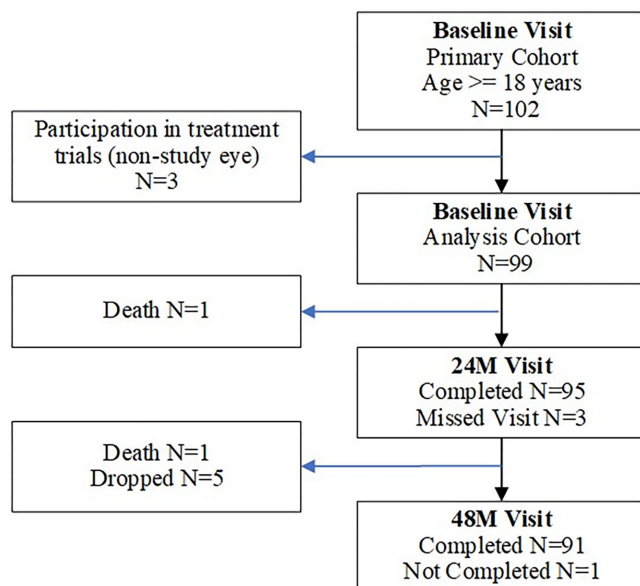 Baseline Visit
Primary Cohort
Age >= 18 years
N=102
Participation in treatment
trials (non-study eye)
N=3
Baseline Visit
Analysis Cohort
N=99
Death N=1
24M Visit
Completed N=95
Missed Visit N=3
Death N=1
Dropped N=5
48M Visit
Completed N=91
Not Completed N=1